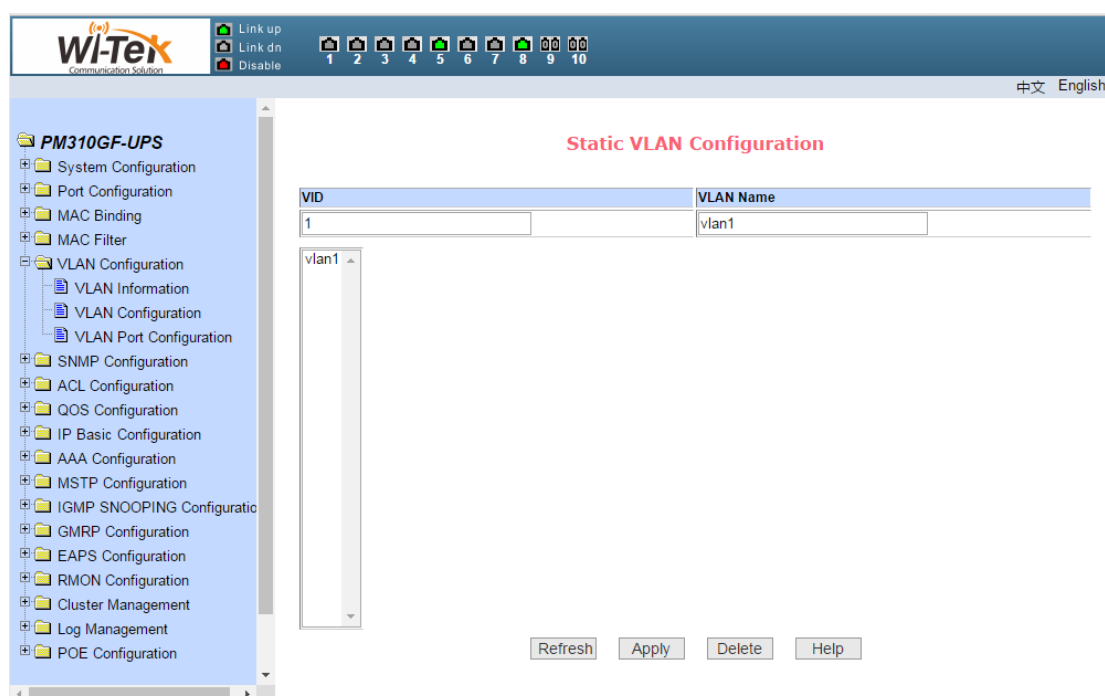 WI-TEK
Communication Solution
Link up
Link dn
Disable
1 2 3 4 5 6 7 8 9 10
中文 English
PM310GF-UPS
System Configuration
Port Configuration
MAC Binding
MAC Filter
VLAN Configuration
VLAN Information
VLAN Configuration
VLAN Port Configuration
SNMP Configuration
ACL Configuration
QOS Configuration
IP Basic Configuration
AAA Configuration
MSTP Configuration
IGMP SNOOPING Configuratio
GMRP Configuration
EAPS Configuration
RMON Configuration
Cluster Management
Log Management
POE Configuration
Static VLAN Configuration
VID VLAN Name
1 vlan1
vlan1
Refresh Apply Delete Help